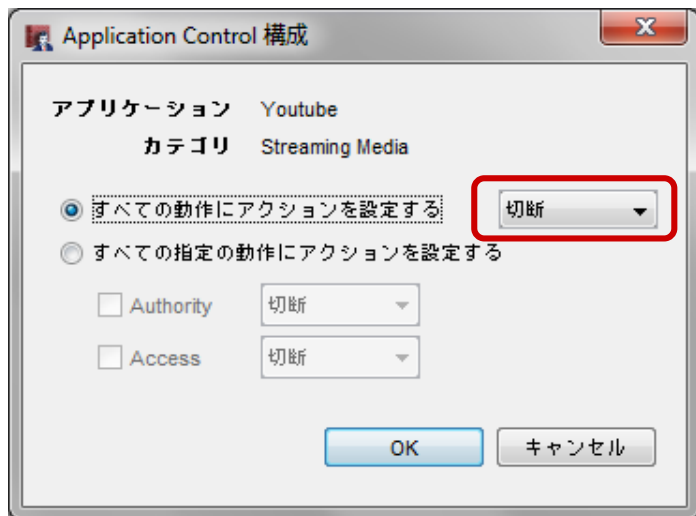 Application Control 構成
アプリケーション Youtube
カテゴリ Streaming Media
すべての動作にアクションを設定する 切断
すべての指定の動作にアクションを設定する
Authority 切断
Access 切断
OK キャンセル